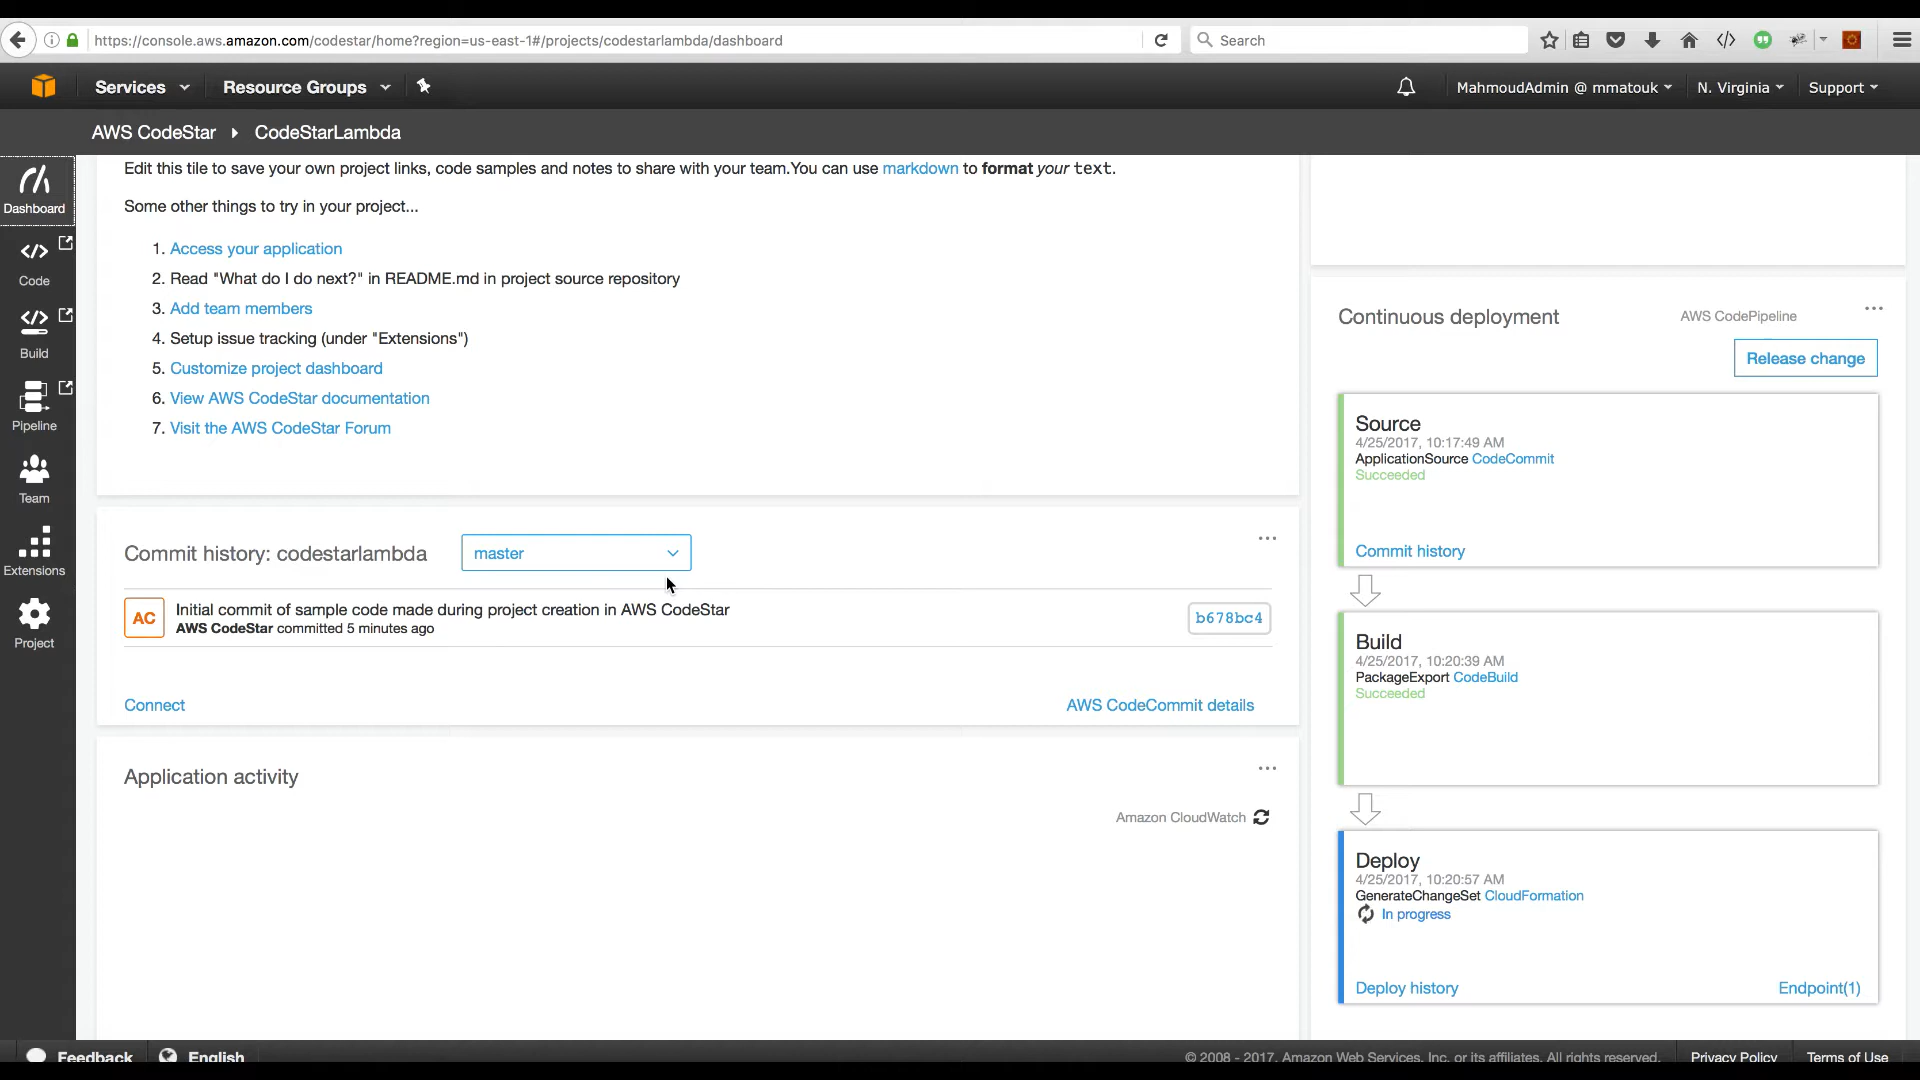 https://console.aws.amazon.com/codestar/home?region=us-east-1#/projects/codestarlambda/dashboard
Search
Services
Resource Groups
MahmoudAdmin @ mmatouk
N. Virginia
Support
AWS CodeStar
CodeStarLambda
Dashboard
Code
Build
Pipeline
Team
Extensions
Project
Edit this tile to save your own project links, code samples and notes to share with your team.You can use markdown to format your text.
Some other things to try in your project...
1. Access your application
2. Read "What do I do next?" in README.md in project source repository
3. Add team members
4. Setup issue tracking (under "Extensions")
5. Customize project dashboard
6. View AWS CodeStar documentation
7. Visit the AWS CodeStar Forum
Commit history: codestarlambda
master
AC
Initial commit of sample code made during project creation in AWS CodeStar
AWS CodeStar committed 5 minutes ago
b678bc4
Connect
AWS CodeCommit details
Application activity
Amazon CloudWatch
Continuous deployment
AWS CodePipeline
Release change
Source
4/25/2017, 10:17:49 AM
ApplicationSource CodeCommit
Succeeded
Commit history
Build
4/25/2017, 10:20:39 AM
PackageExport CodeBuild
Succeeded
Deploy
4/25/2017, 10:20:57 AM
GenerateChangeSet CloudFormation
In progress
Deploy history
Endpoint(1)
Feedback
English
© 2008 - 2017, Amazon Web Services, Inc. or its affiliates. All rights reserved.
Privacy Policy
Terms of Use